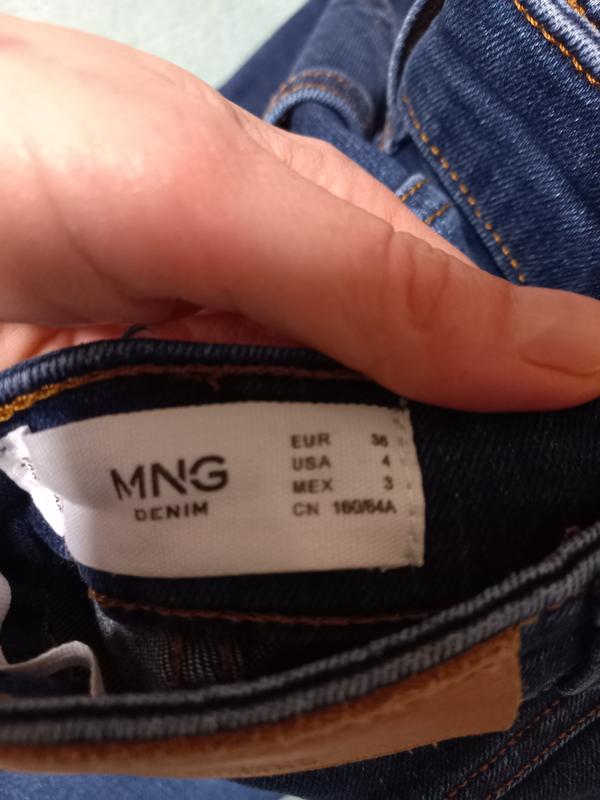 MNG
DENIM
EUR 36
USA 4
MEX 3
CN 160/64A